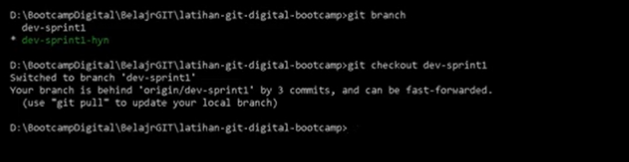 D:\BootcampDigital\BelajrGIT\latihan-git-digital-bootcamp>git branch
dev-sprint1
* dev-sprint1-hyn
D:\BootcampDigital\BelajrGIT\latihan-git-digital-bootcamp>git checkout dev-sprint1
Switched to branch 'dev-sprint1'
Your branch is behind 'origin/dev-sprint1' by 3 commits, and can be fast-forwarded.
(use "git pull" to update your local branch)
D:\BootcampDigital\BelajrGIT\latihan-git-digital-bootcamp>